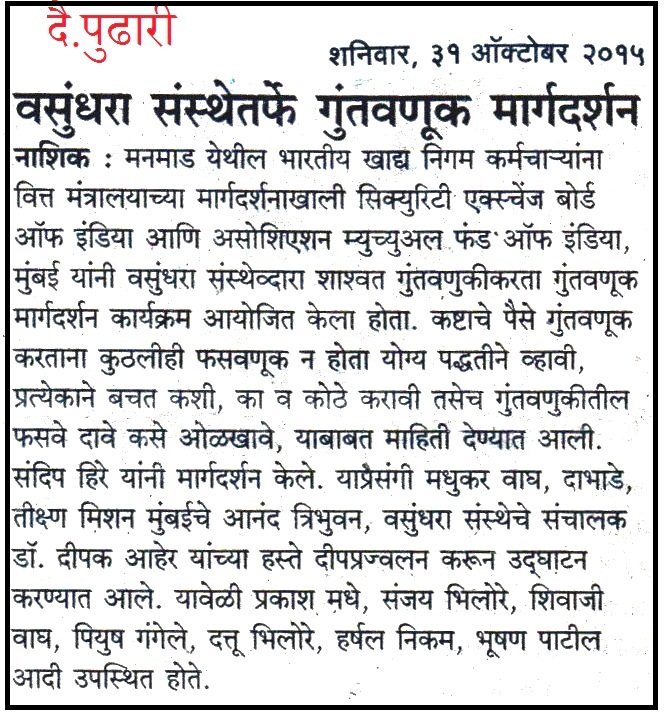 दै.पुढारी
शनिवार, ३१ ऑक्टोबर २०१५
वसुंधरा संस्थेतर्फे गुंतवणूक मार्गदर्शन
नाशिक : मनमाड येथील भारतीय खाद्य निगम कर्मचाऱ्यांना
वित्त मंत्रालयाच्या मार्गदर्शनाखाली सिक्युरिटी एक्स्चेंज बोर्ड
ऑफ इंडिया आणि असोशिएशन म्युच्युअल फंड ऑफ इंडिया,
मुंबई यांनी वसुंधरा संस्थेव्दारा शाश्वत गुंतवणुकीकरता गुंतवणूक
मार्गदर्शन कार्यक्रम आयोजित केला होता. कष्टाचे पैसे गुंतवणूक
करताना कुठलीही फसवणूक न होता योग्य पद्धतीने व्हावी,
प्रत्येकाने बचत कशी, का व कोठे करावी तसेच गुंतवणुकीतील
फसवे दावे कसे ओळखावे, याबाबत माहिती देण्यात आली.
संदिप हिरे यांनी मार्गदर्शन केले. याप्रसंगी मधुकर वाघ, दाभाडे,
तीक्ष्ण मिशन मुंबईचे आनंद त्रिभुवन, वसुंधरा संस्थेचे संचालक
डॉ. दीपक आहेर यांच्या हस्ते दीपप्रज्वलन करून उद्घाटन
करण्यात आले. यावेळी प्रकाश मधे, संजय भिलोरे, शिवाजी
वाघ, पियुष गंगेले, दत्तू भिलोरे, हर्षल निकम, भूषण पाटील
आदी उपस्थित होते.